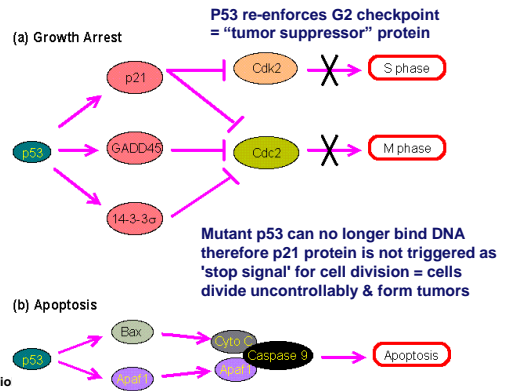 P53 re-enforces G2 checkpoint
= “tumor suppressor” protein
(a) Growth Arrest
p21
Cdk2
S phase
p53
GADD45
Cdc2
M phase
14-3-3σ
Mutant p53 can no longer bind DNA
therefore p21 protein is not triggered as
'stop signal' for cell division = cells
divide uncontrollably & form tumors
(b) Apoptosis
Bax
Cyto C
p53
Caspase 9
Apoptosis
Apaf1
Apaf1
io